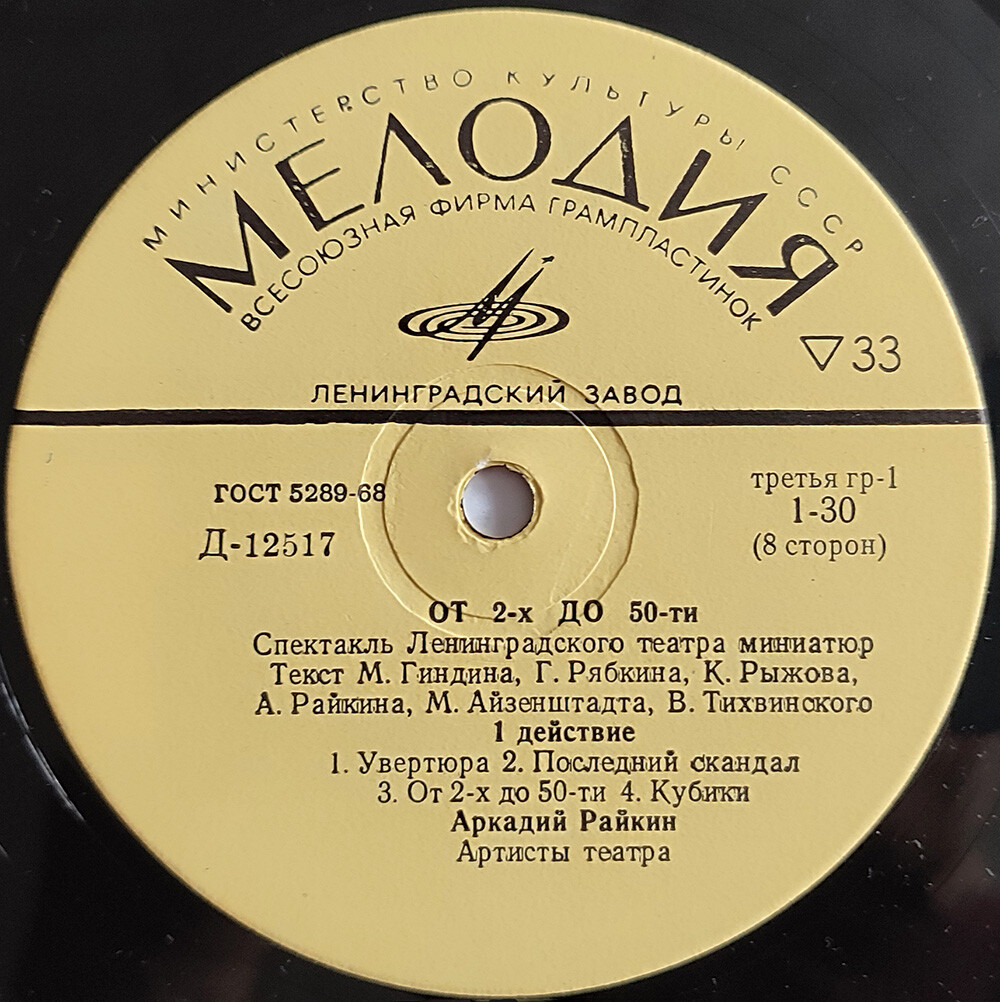 МИНИСТЕРСТВО КУЛЬТУРЫ СССР
МЕЛОДИЯ
ВСЕСОЮЗНАЯ ФИРМА ГРАМПЛАСТИНОК
▽33
ЛЕНИНГРАДСКИЙ ЗАВОД
ГОСТ 5289-68
Д-12517
третья гр-1
1-30
(8 сторон)
ОТ 2-х ДО 50-ти
Спектакль Ленинградского театра миниатюр
Текст М. Гиндина, Г. Рябкина, К. Рыжова,
А. Райкина, М. Айзенштадта, В. Тихвинского
1 действие
1. Увертюра 2. Последний скандал
3. От 2-х до 50-ти 4. Кубики
Аркадий Райкин
Артисты театра